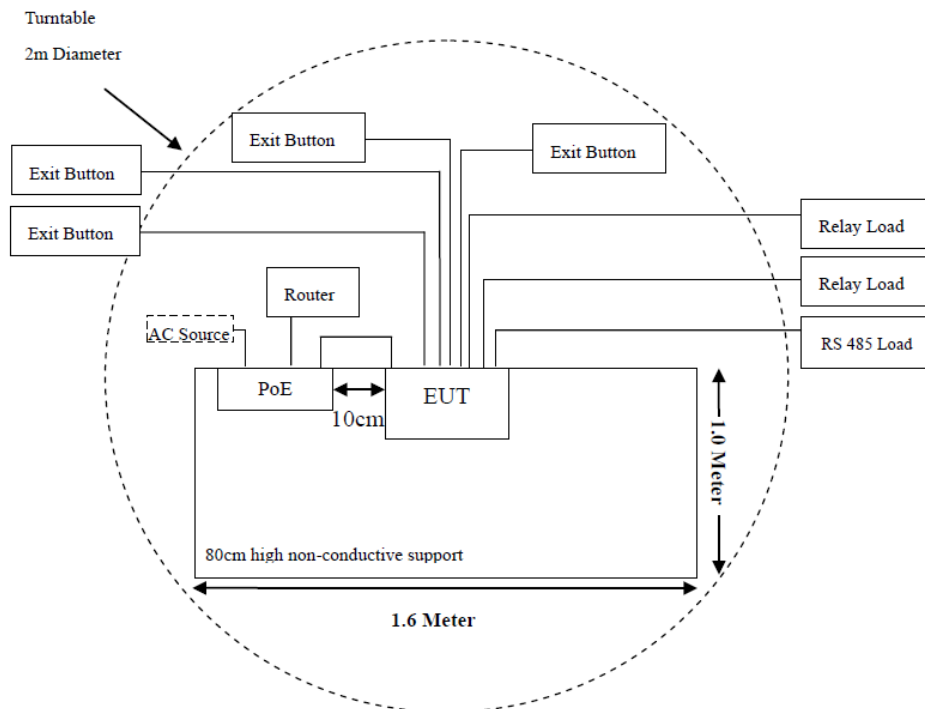 Turntable
2m Diameter
Exit Button
Exit Button
Exit Button
Exit Button
Relay Load
Relay Load
RS 485 Load
Router
AC Source
PoE
10cm
EUT
1.0 Meter
80cm high non-conductive support
1.6 Meter